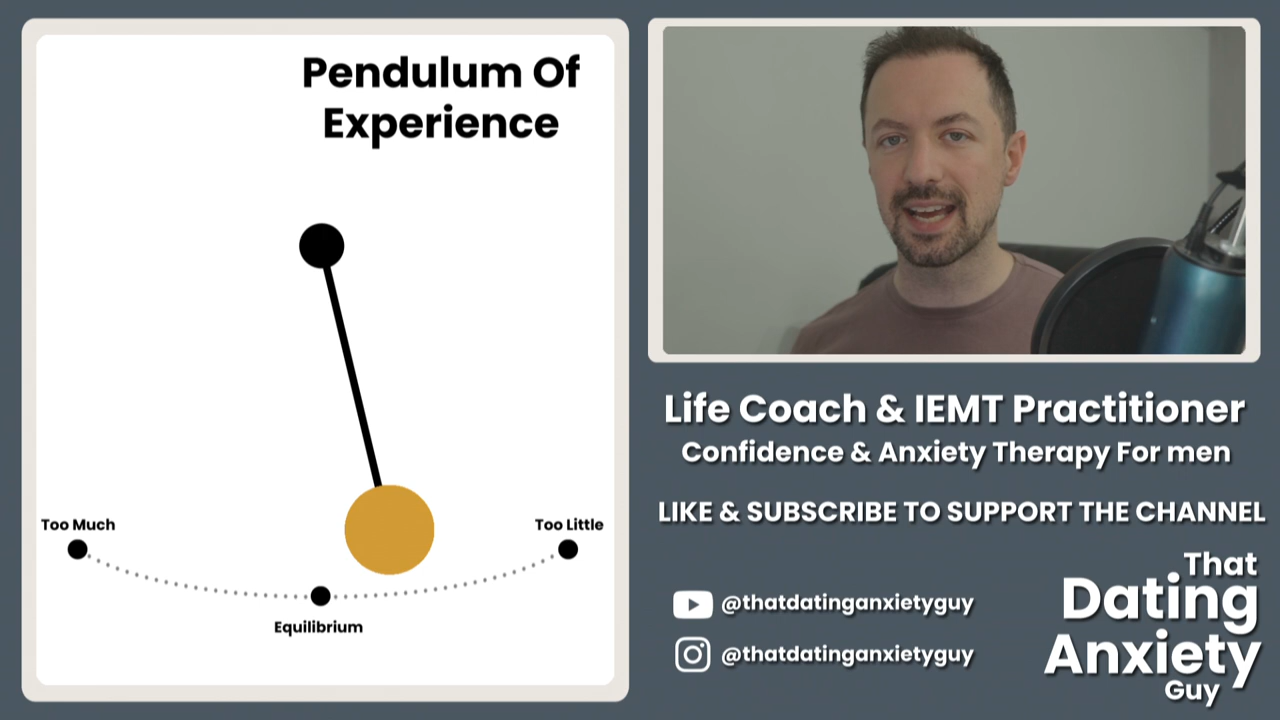 Pendulum Of
Experience
Too Much
Too Little
Equilibrium
Life Coach & IEMT Practitioner
Confidence & Anxiety Therapy For men
LIKE & SUBSCRIBE TO SUPPORT THE CHANNEL
@thatdatinganxietyguy
@thatdatinganxietyguy
That
Dating
Anxiety
Guy